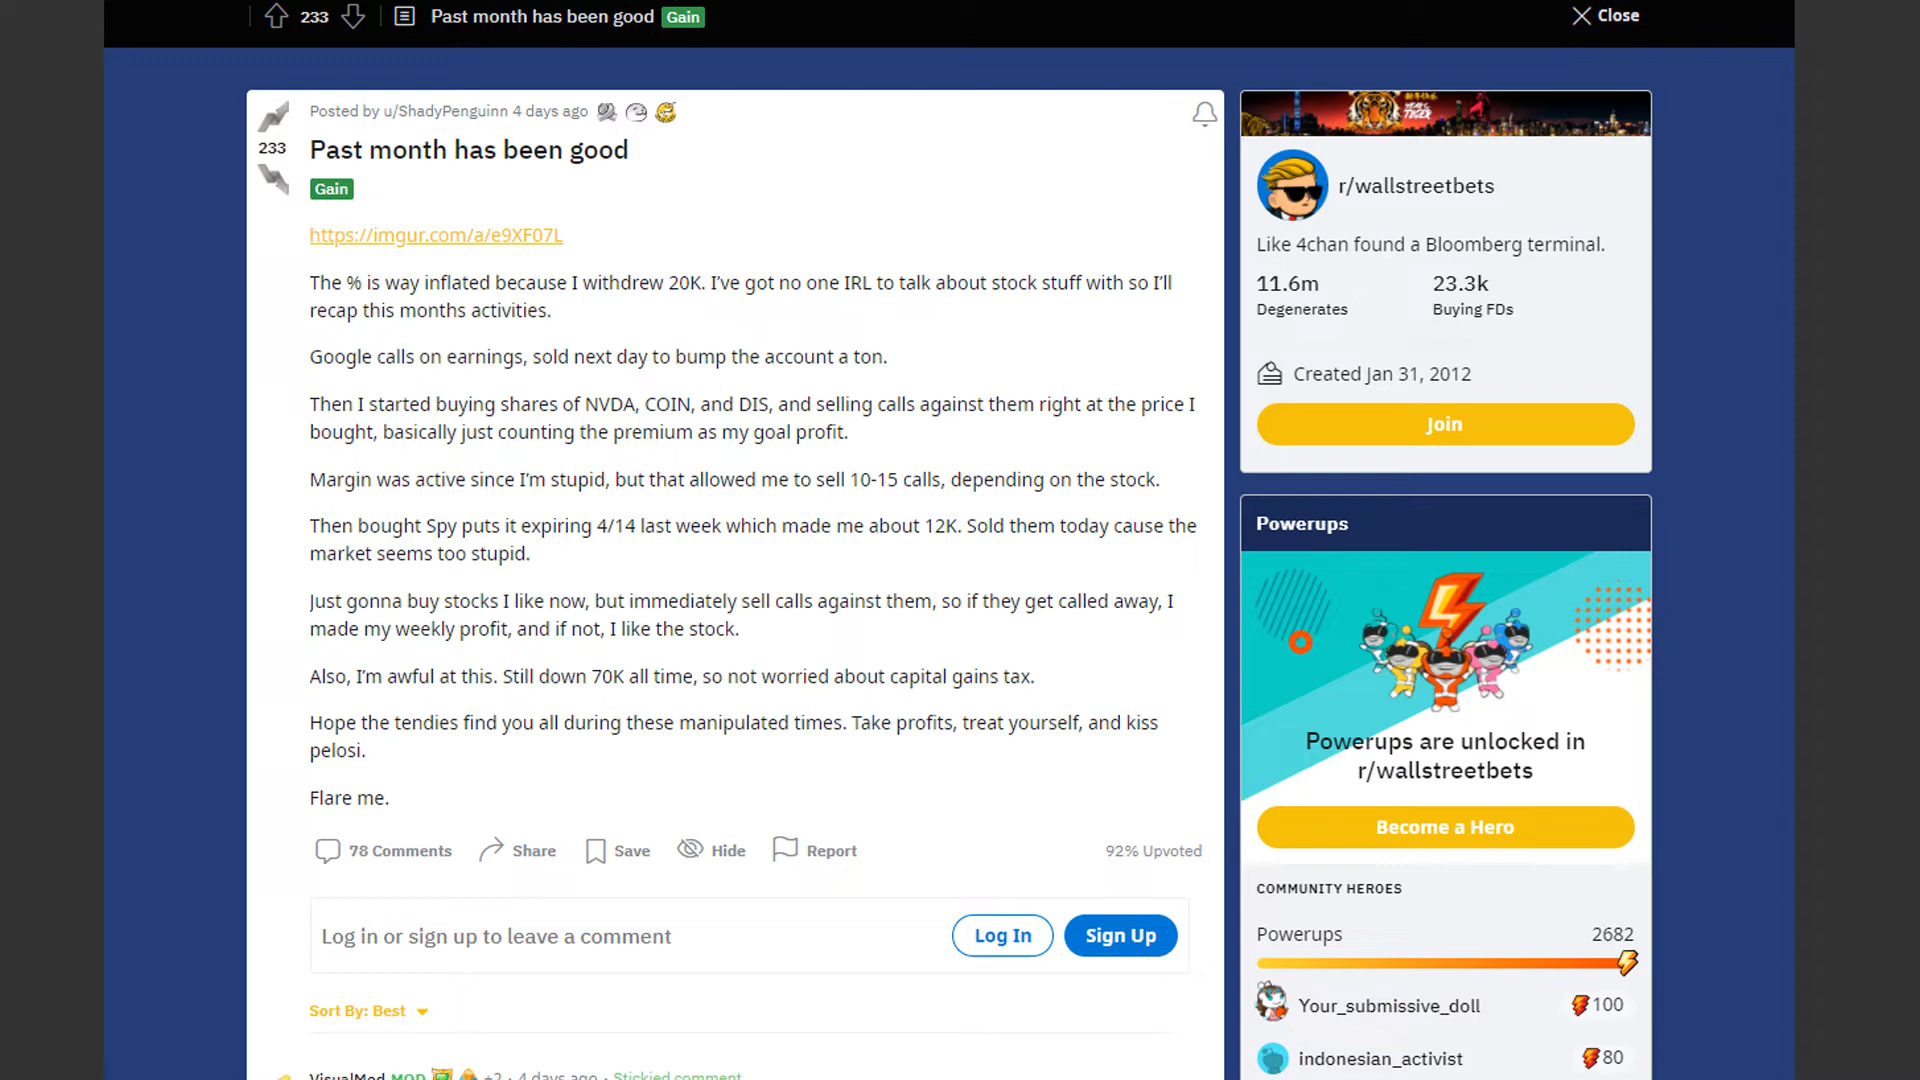 233 Past month has been good Gain
Close
Posted by u/ShadyPenguinn 4 days ago
233
Past month has been good
Gain
https://imgur.com/a/e9XF07L
The % is way inflated because I withdrew 20K. I've got no one IRL to talk about stock stuff with so I'll
recap this months activities.
Google calls on earnings, sold next day to bump the account a ton.
Then I started buying shares of NVDA, COIN, and DIS, and selling calls against them right at the price I
bought, basically just counting the premium as my goal profit.
Margin was active since I'm stupid, but that allowed me to sell 10-15 calls, depending on the stock.
Then bought Spy puts it expiring 4/14 last week which made me about 12K. Sold them today cause the
market seems too stupid.
Just gonna buy stocks I like now, but immediately sell calls against them, so if they get called away, I
made my weekly profit, and if not, I like the stock.
Also, I'm awful at this. Still down 70K all time, so not worried about capital gains tax.
Hope the tendies find you all during these manipulated times. Take profits, treat yourself, and kiss
pelosi.
Flare me.
78 Comments Share Save Hide Report 92% Upvoted
Log in or sign up to leave a comment Log In Sign Up
Sort By: Best
VisualMod MOD +2 · 4 days ago · Stickied comment
YEAR OF THE
TIGER
r/wallstreetbets
Like 4chan found a Bloomberg terminal.
11.6m 23.3k
Degenerates Buying FDs
Created Jan 31, 2012
Join
Powerups
Powerups are unlocked in
r/wallstreetbets
Become a Hero
COMMUNITY HEROES
Powerups 2682
Your_submissive_doll 100
indonesian_activist 80